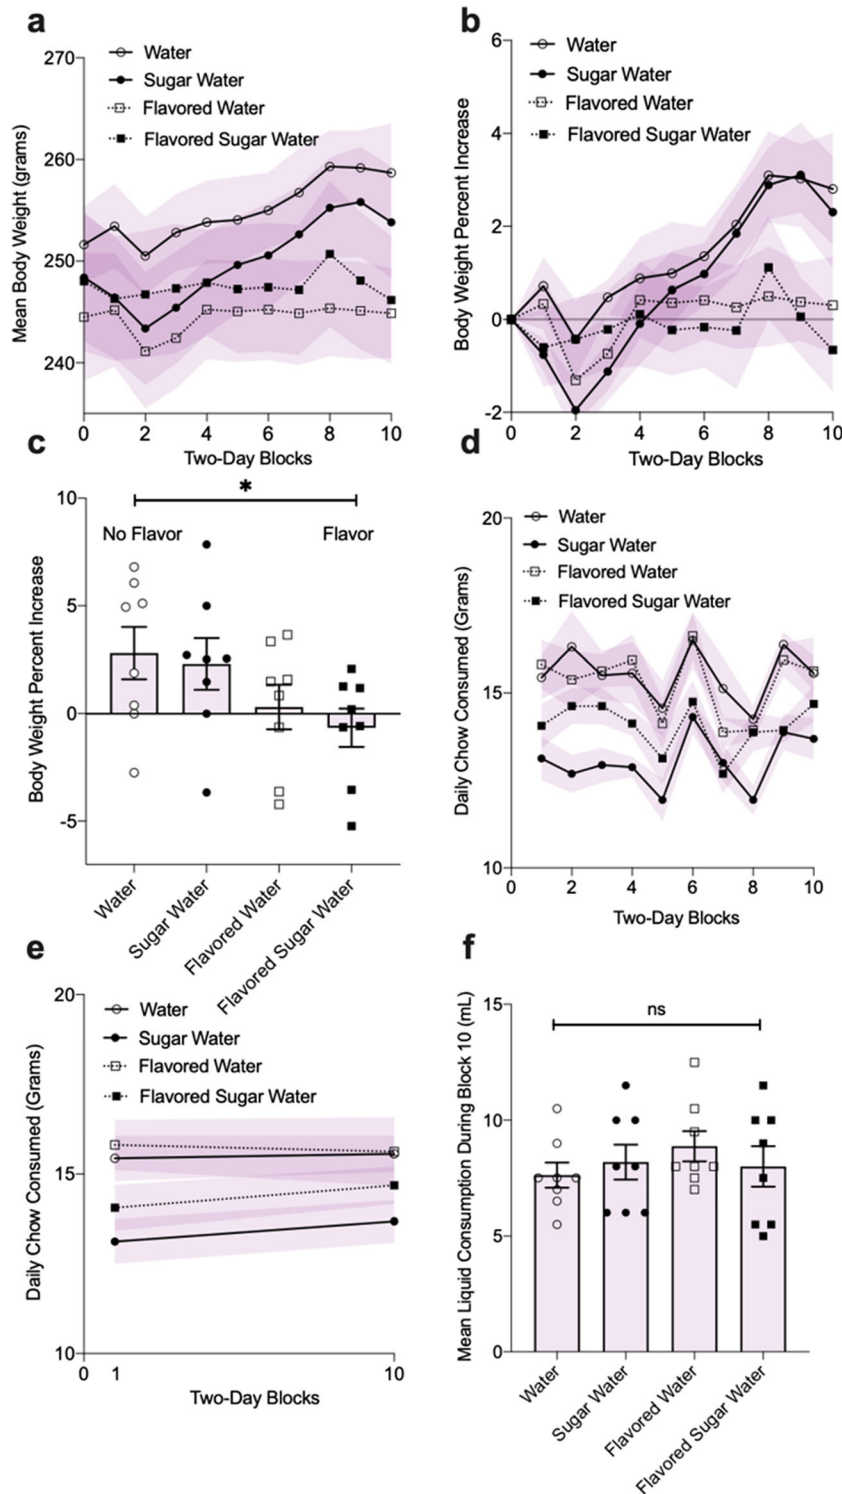 a
Water
Sugar Water
Flavored Water
Flavored Sugar Water
Mean Body Weight (grams)
270
260
250
240
0 2 4 6 8 10
Two-Day Blocks
b
Water
Sugar Water
Flavored Water
Flavored Sugar Water
Body Weight Percent Increase
6
4
2
0
-2
0 2 4 6 8 10
Two-Day Blocks
c
*
No Flavor Flavor
Body Weight Percent Increase
10
5
0
-5
Water
Sugar Water
Flavored Water
Flavored Sugar Water
d
Water
Sugar Water
Flavored Water
Flavored Sugar Water
Daily Chow Consumed (Grams)
20
15
10
0 2 4 6 8 10
Two-Day Blocks
e
Water
Sugar Water
Flavored Water
Flavored Sugar Water
Daily Chow Consumed (Grams)
20
15
10
0 1 10
Two-Day Blocks
f
ns
Mean Liquid Consumption During Block 10 (mL)
15
10
5
0
Water
Sugar Water
Flavored Water
Flavored Sugar Water